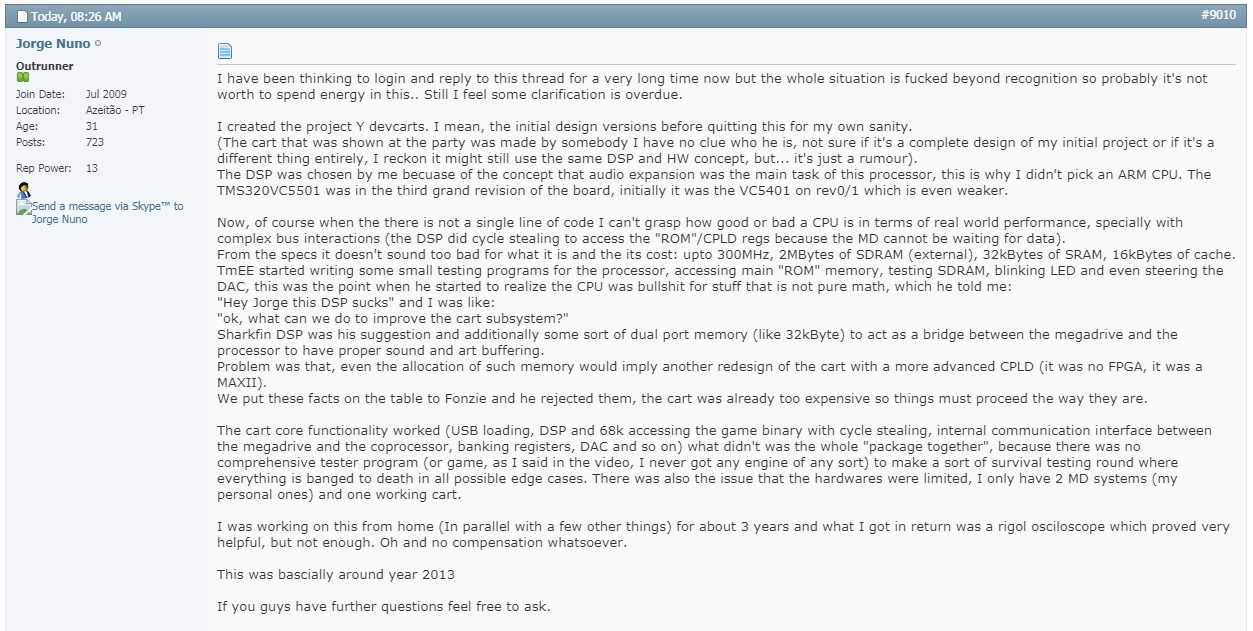 Today, 08:26 AM
#9010
Jorge Nuno
Outrunner
Join Date: Jul 2009
Location: Azeitão - PT
Age: 31
Posts: 723
Rep Power: 13
Send a message via Skype™ to
Jorge Nuno
I have been thinking to login and reply to this thread for a very long time now but the whole situation is fucked beyond recognition so probably it's not
worth to spend energy in this.. Still I feel some clarification is overdue.
I created the project Y devcarts. I mean, the initial design versions before quitting this for my own sanity.
(The cart that was shown at the party was made by somebody I have no clue who he is, not sure if it's a complete design of my initial project or if it's a
different thing entirely, I reckon it might still use the same DSP and HW concept, but... it's just a rumour).
The DSP was chosen by me becuase of the concept that audio expansion was the main task of this processor, this is why I didn't pick an ARM CPU. The
TMS320VC5501 was in the third grand revision of the board, initially it was the VC5401 on rev0/1 which is even weaker.
Now, of course when the there is not a single line of code I can't grasp how good or bad a CPU is in terms of real world performance, specially with
complex bus interactions (the DSP did cycle stealing to access the "ROM"/CPLD regs because the MD cannot be waiting for data).
From the specs it doesn't sound too bad for what it is and the its cost: upto 300MHz, 2MBytes of SDRAM (external), 32kBytes of SRAM, 16kBytes of cache.
TmEE started writing some small testing programs for the processor, accessing main "ROM" memory, testing SDRAM, blinking LED and even steering the
DAC, this was the point when he started to realize the CPU was bullshit for stuff that is not pure math, which he told me:
"Hey Jorge this DSP sucks" and I was like:
"ok, what can we do to improve the cart subsystem?"
Sharkfin DSP was his suggestion and additionally some sort of dual port memory (like 32kByte) to act as a bridge between the megadrive and the
processor to have proper sound and art buffering.
Problem was that, even the allocation of such memory would imply another redesign of the cart with a more advanced CPLD (it was no FPGA, it was a
MAXII).
We put these facts on the table to Fonzie and he rejected them, the cart was already too expensive so things must proceed the way they are.
The cart core functionality worked (USB loading, DSP and 68k accessing the game binary with cycle stealing, internal communication interface between
the megadrive and the coprocessor, banking registers, DAC and so on) what didn't was the whole "package together", because there was no
comprehensive tester program (or game, as I said in the video, I never got any engine of any sort) to make a sort of survival testing round where
everything is banged to death in all possible edge cases. There was also the issue that the hardwares were limited, I only have 2 MD systems (my
personal ones) and one working cart.
I was working on this from home (In parallel with a few other things) for about 3 years and what I got in return was a rigol osciloscope which proved very
helpful, but not enough. Oh and no compensation whatsoever.
This was bascially around year 2013
If you guys have further questions feel free to ask.